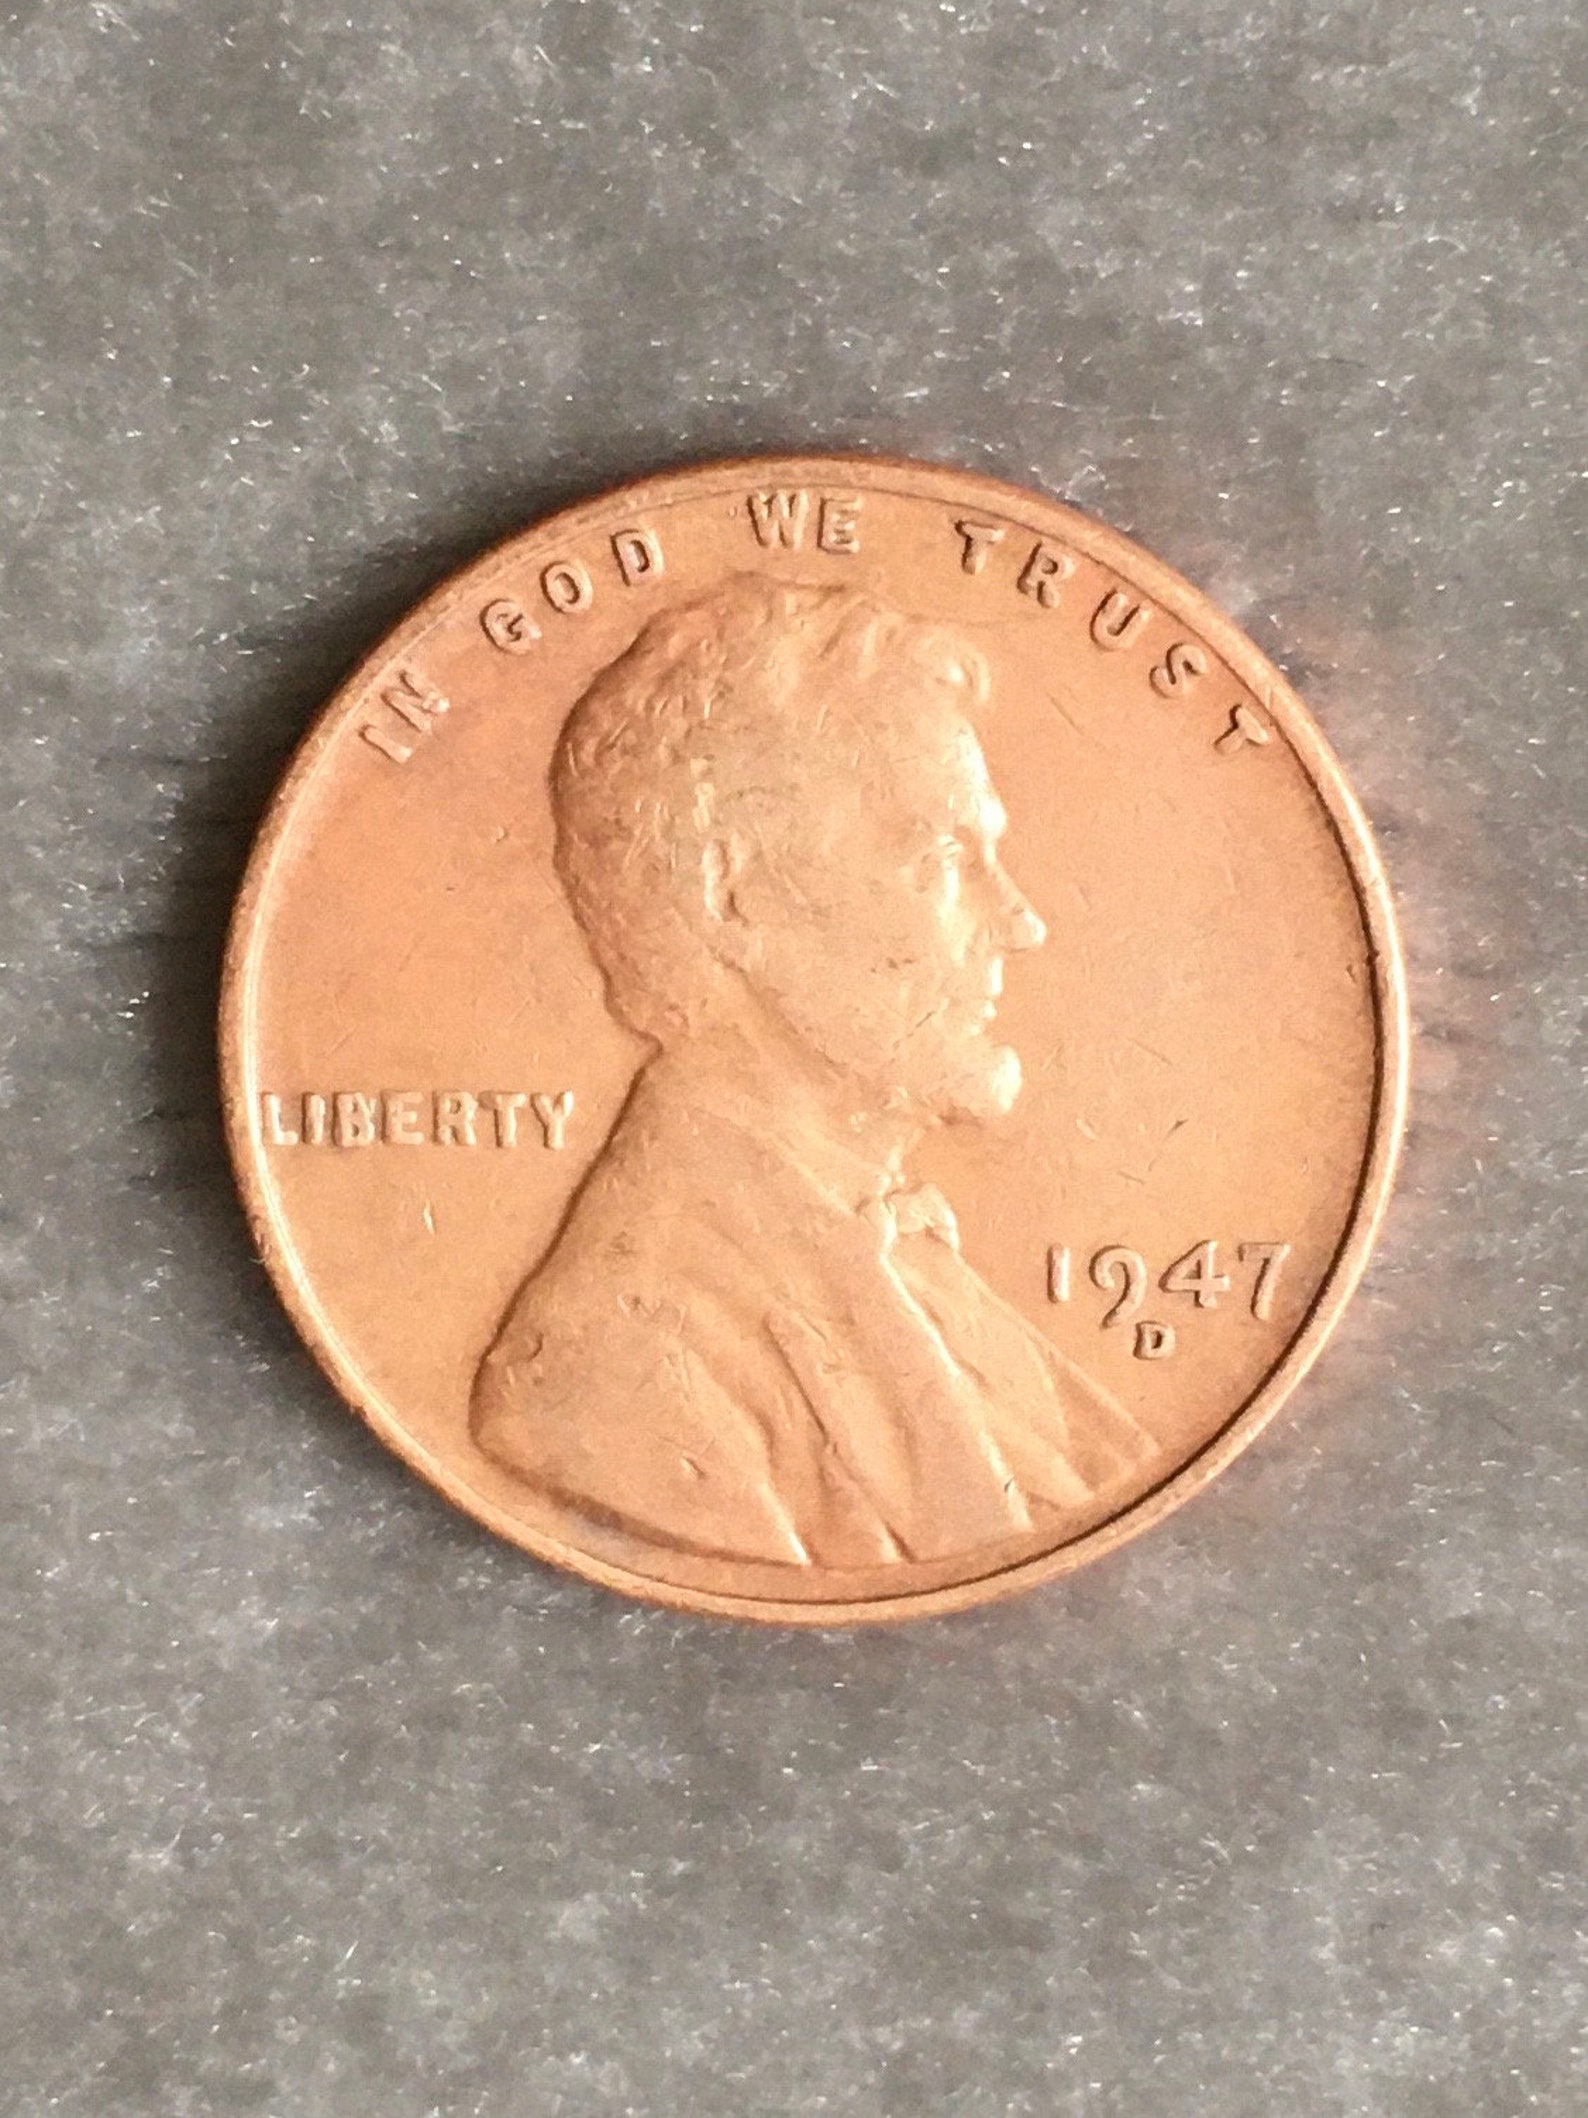 IN GOD WE TRUST
LIBERTY
1947
D